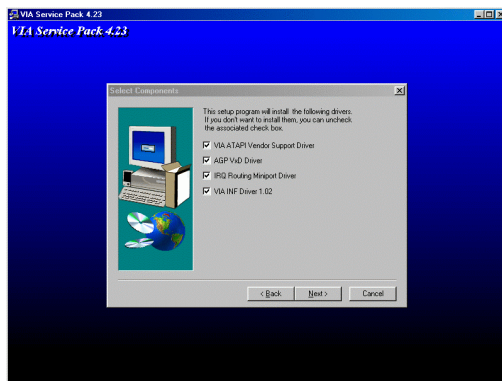 VIA Service Pack 4.23
VIA Service Pack 4.23
Select Components
This setup program will install the following drivers.
If you don't want to install them, you can uncheck
the associated check box.
VIA ATAPI Vendor Support Driver
AGP VxD Driver
IRQ Routing Miniport Driver
VIA INF Driver 1.02
< Back
Next >
Cancel